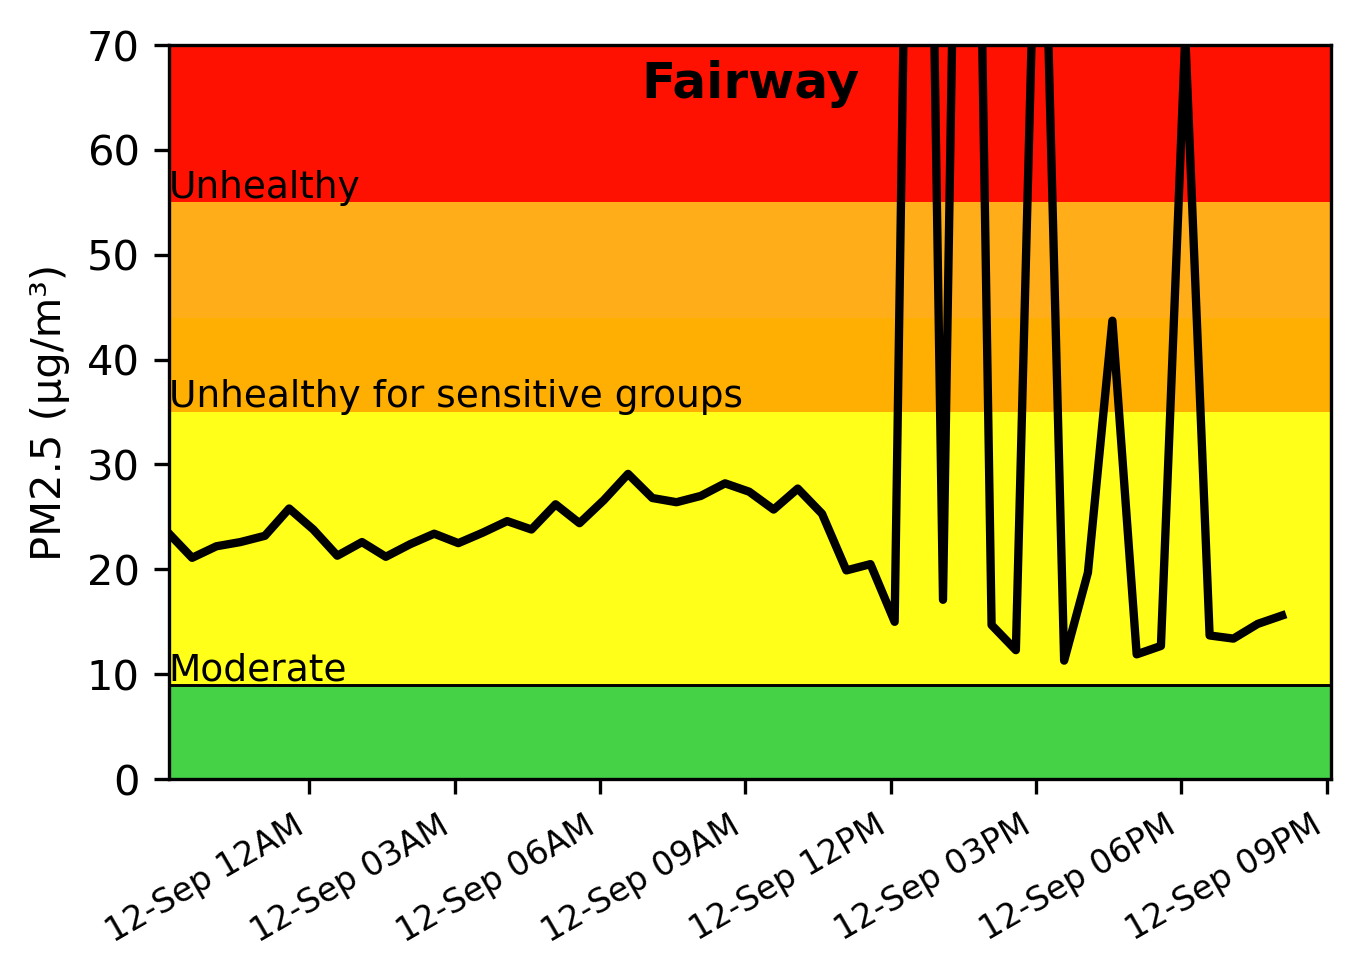 Fairway
PM2.5 (µg/m³)
70
60
50
40
30
20
10
0
Unhealthy
Unhealthy for sensitive groups
Moderate
12-Sep 12AM
12-Sep 03AM
12-Sep 06AM
12-Sep 09AM
12-Sep 12PM
12-Sep 03PM
12-Sep 06PM
12-Sep 09PM